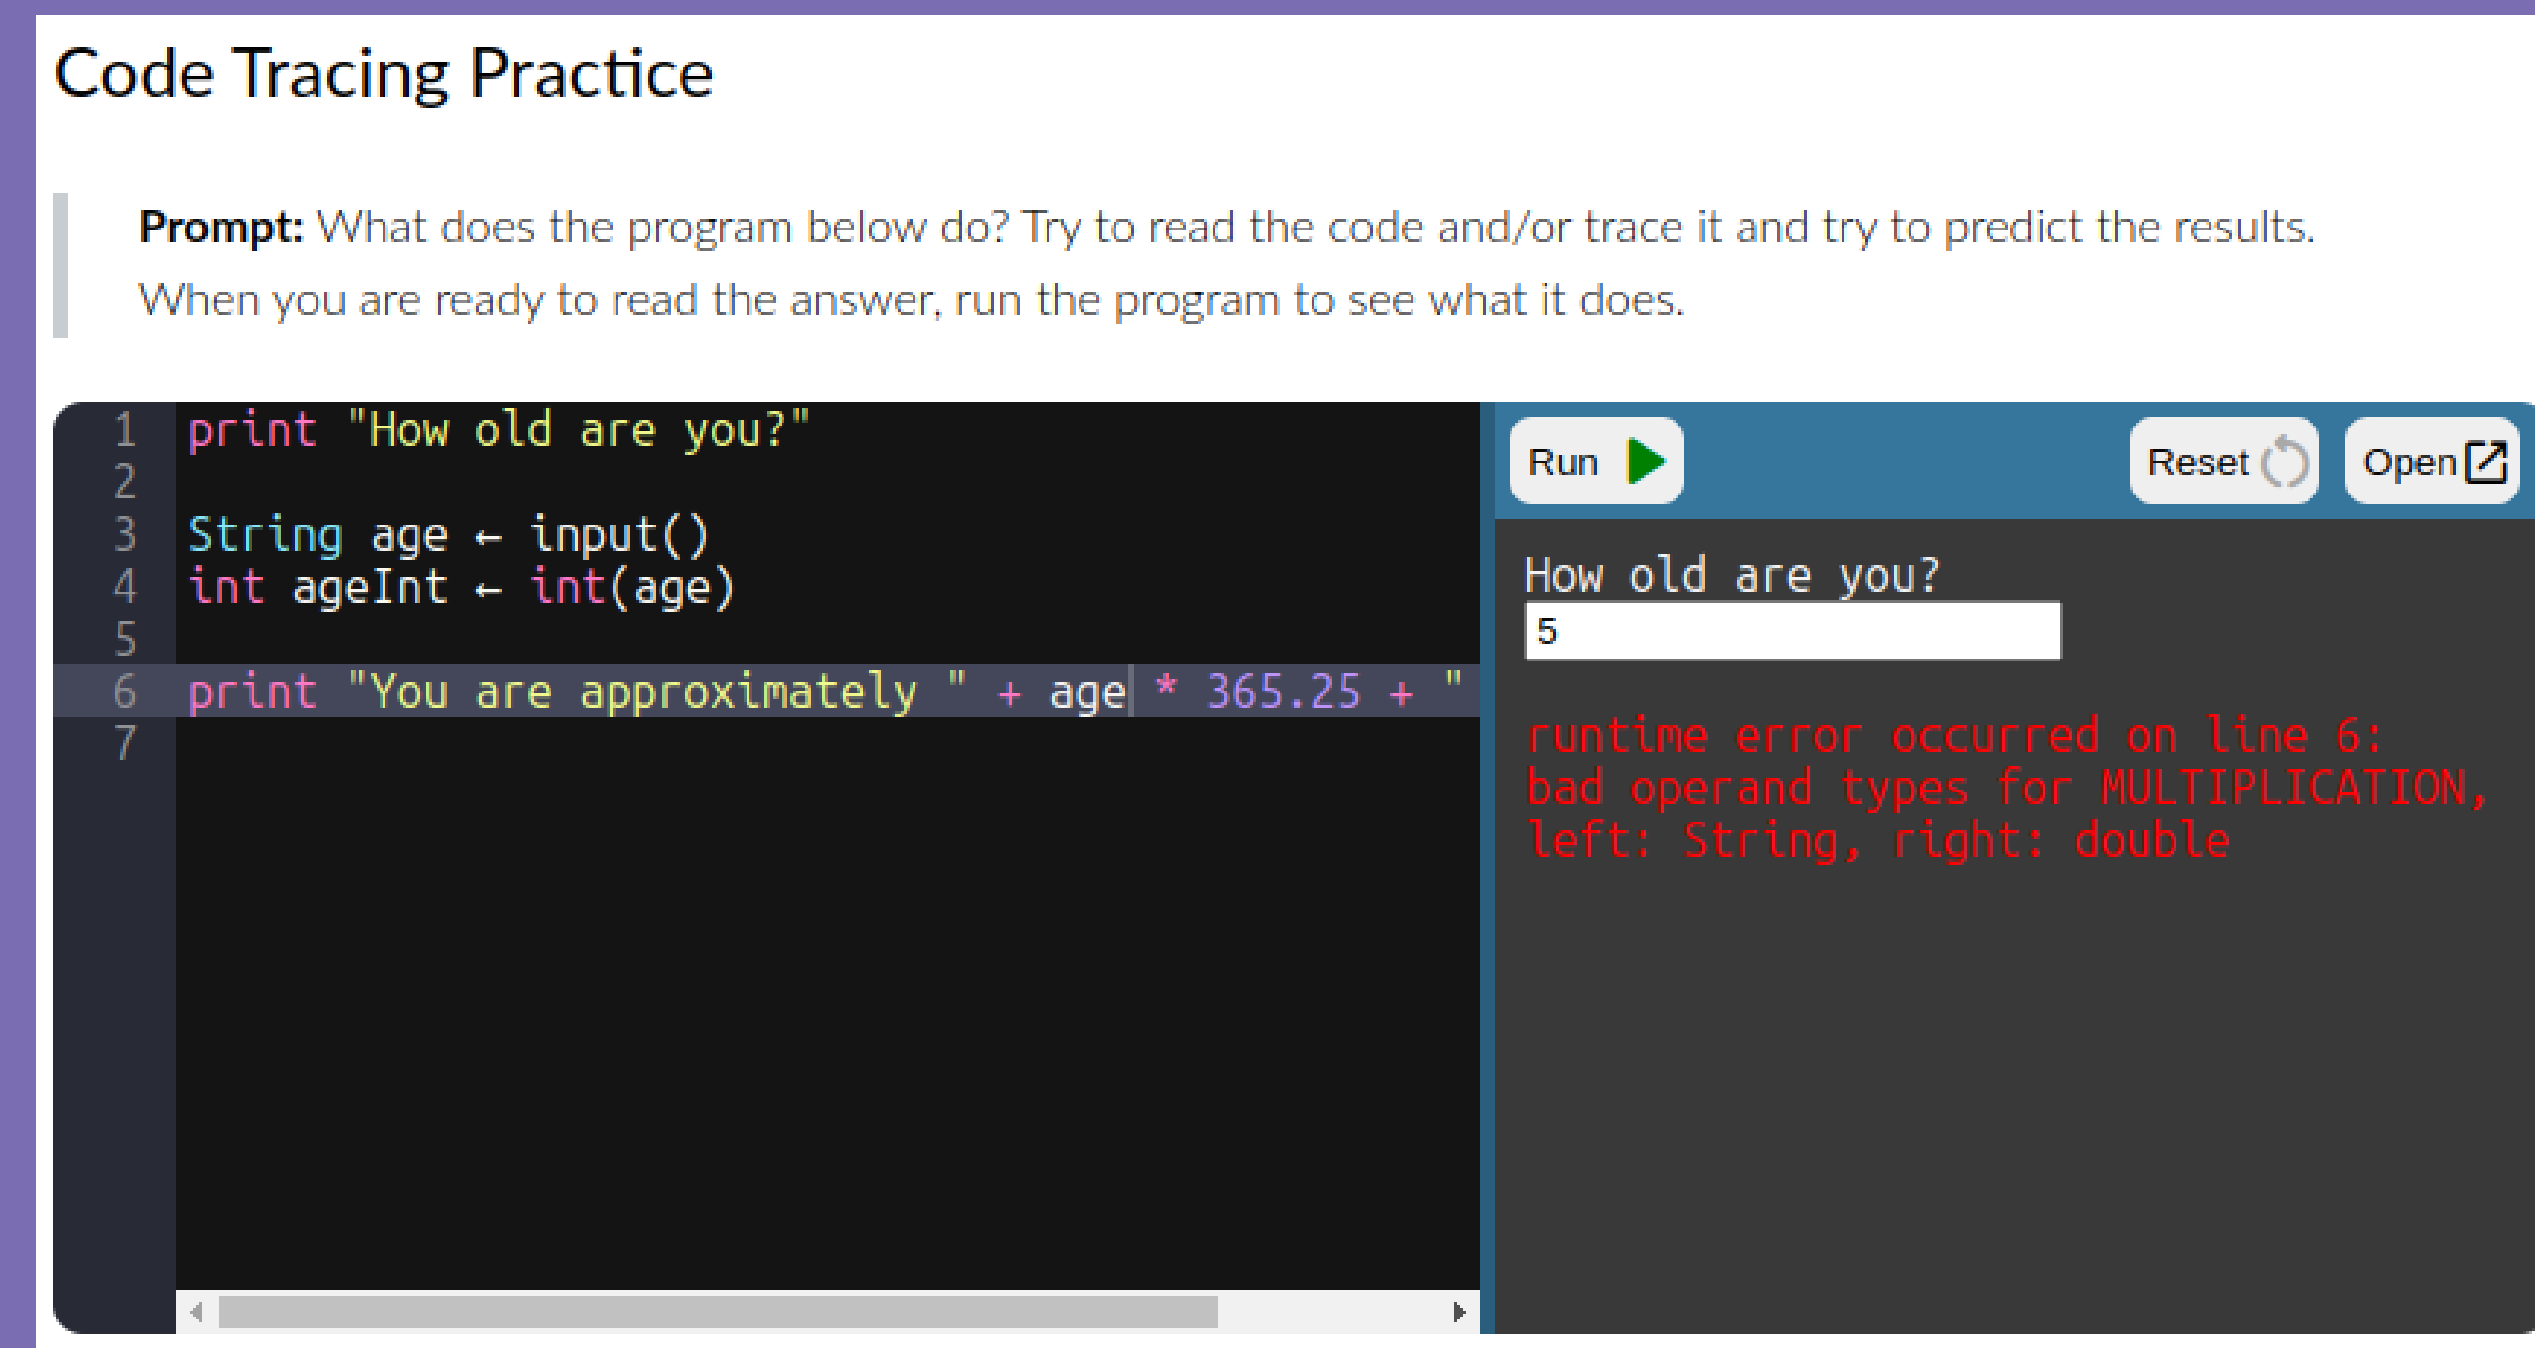 Code Tracing Practice
Prompt: What does the program below do? Try to read the code and/or trace it and try to predict the results.
When you are ready to read the answer, run the program to see what it does.
1 print "How old are you?"
2
3 String age ← input()
4 int ageInt ← int(age)
5
6 print "You are approximately " + age * 365.25 + "
7
Run Reset Open
How old are you?
5
runtime error occurred on line 6:
bad operand types for MULTIPLICATION,
left: String, right: double